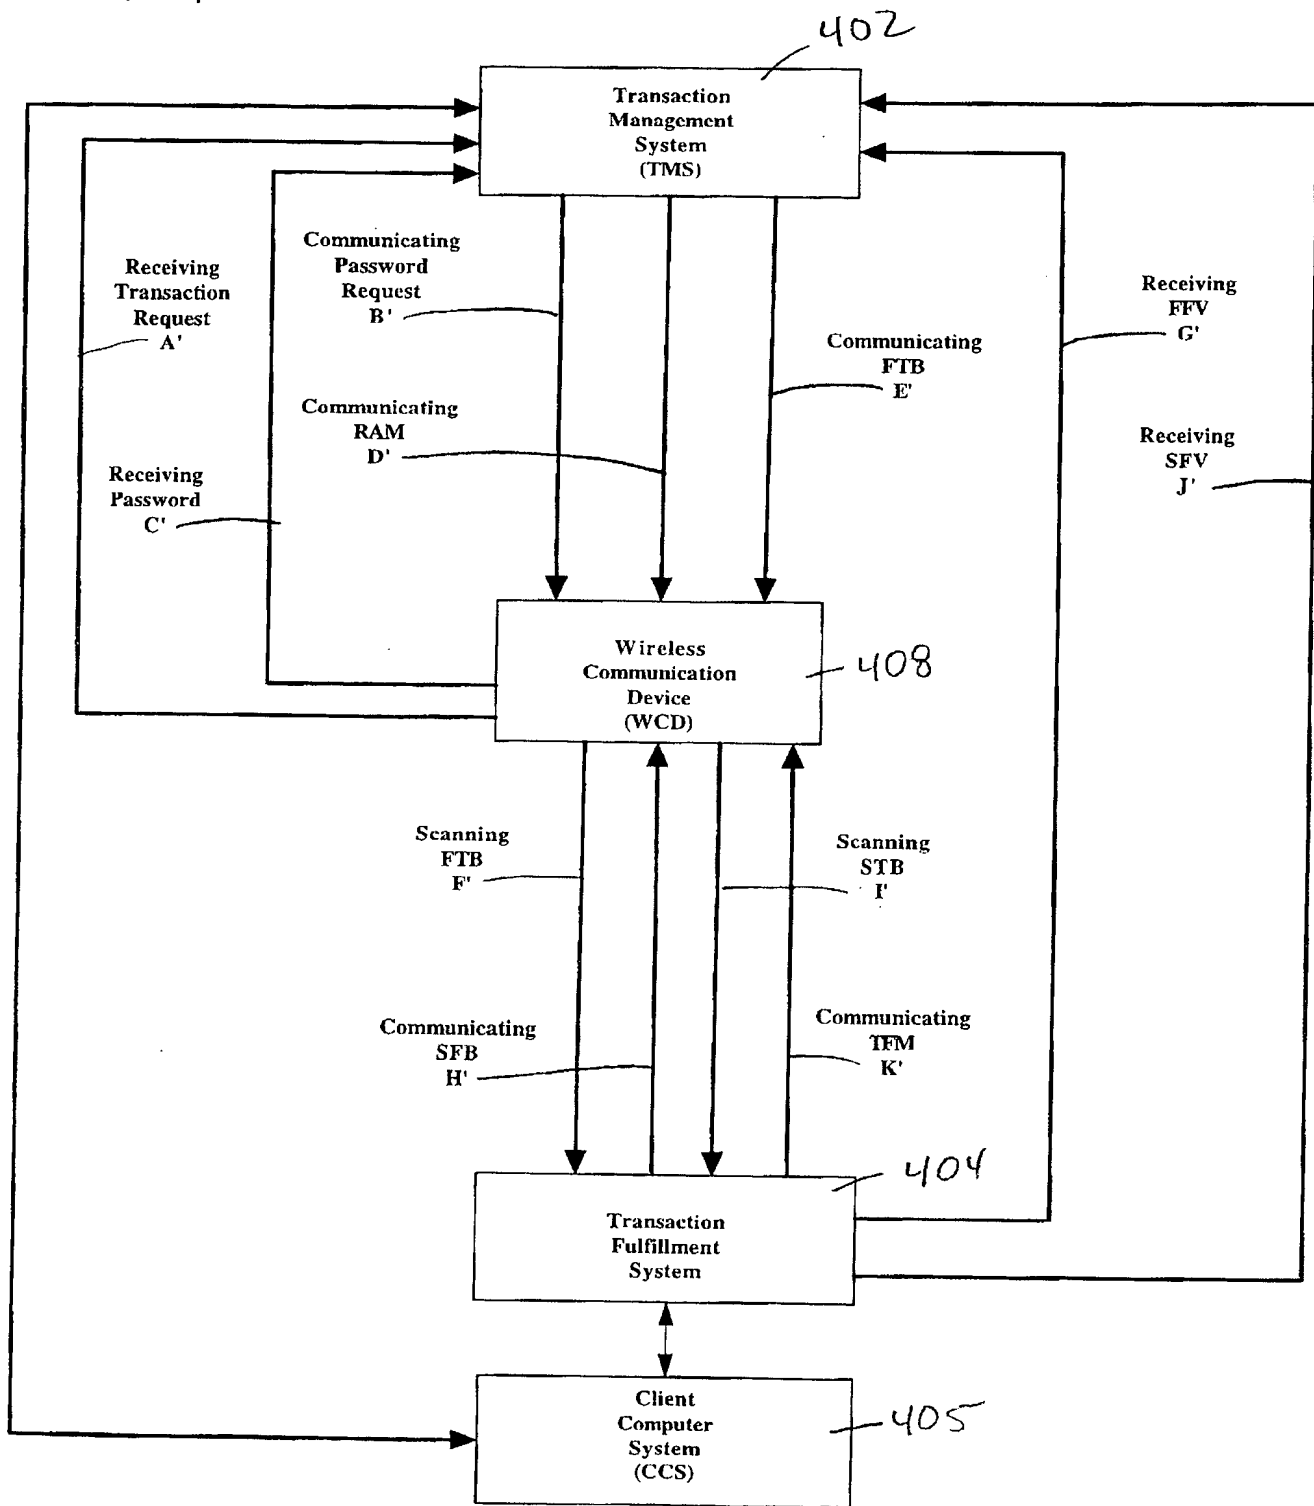 402
Transaction
Management
System
(TMS)
Communicating
Password
Request
B'
Receiving
Transaction
Request
A'
Receiving
FFV
G'
Communicating
FTB
E'
Communicating
RAM
D'
Receiving
SFV
J'
Receiving
Password
C'
Wireless
Communication
Device
(WCD)
408
Scanning
FTB
F'
Scanning
STB
I'
Communicating
SFB
H'
Communicating
TFM
K'
404
Transaction
Fulfillment
System
Client
Computer
System
(CCS)
405